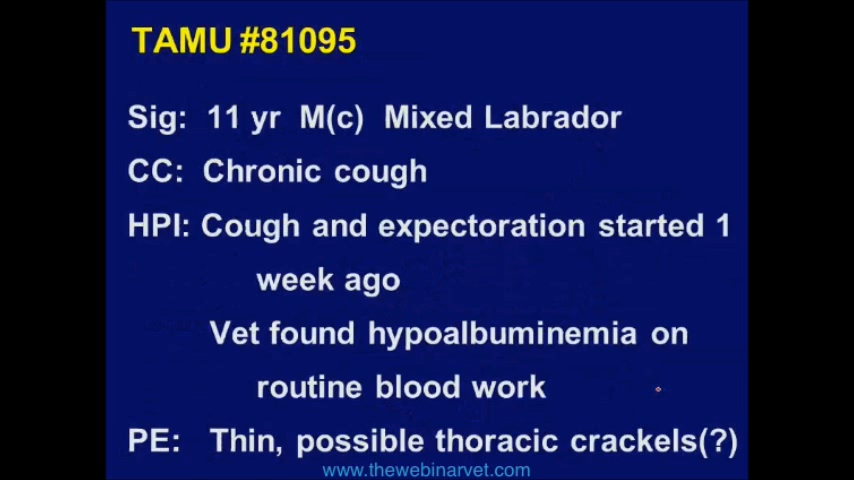 TAMU #81095
Sig: 11 yr M(c) Mixed Labrador
CC: Chronic cough
HPI: Cough and expectoration started 1
week ago
Vet found hypoalbuminemia on
routine blood work
PE: Thin, possible thoracic crackels(?)
www.thewebinarvet.com